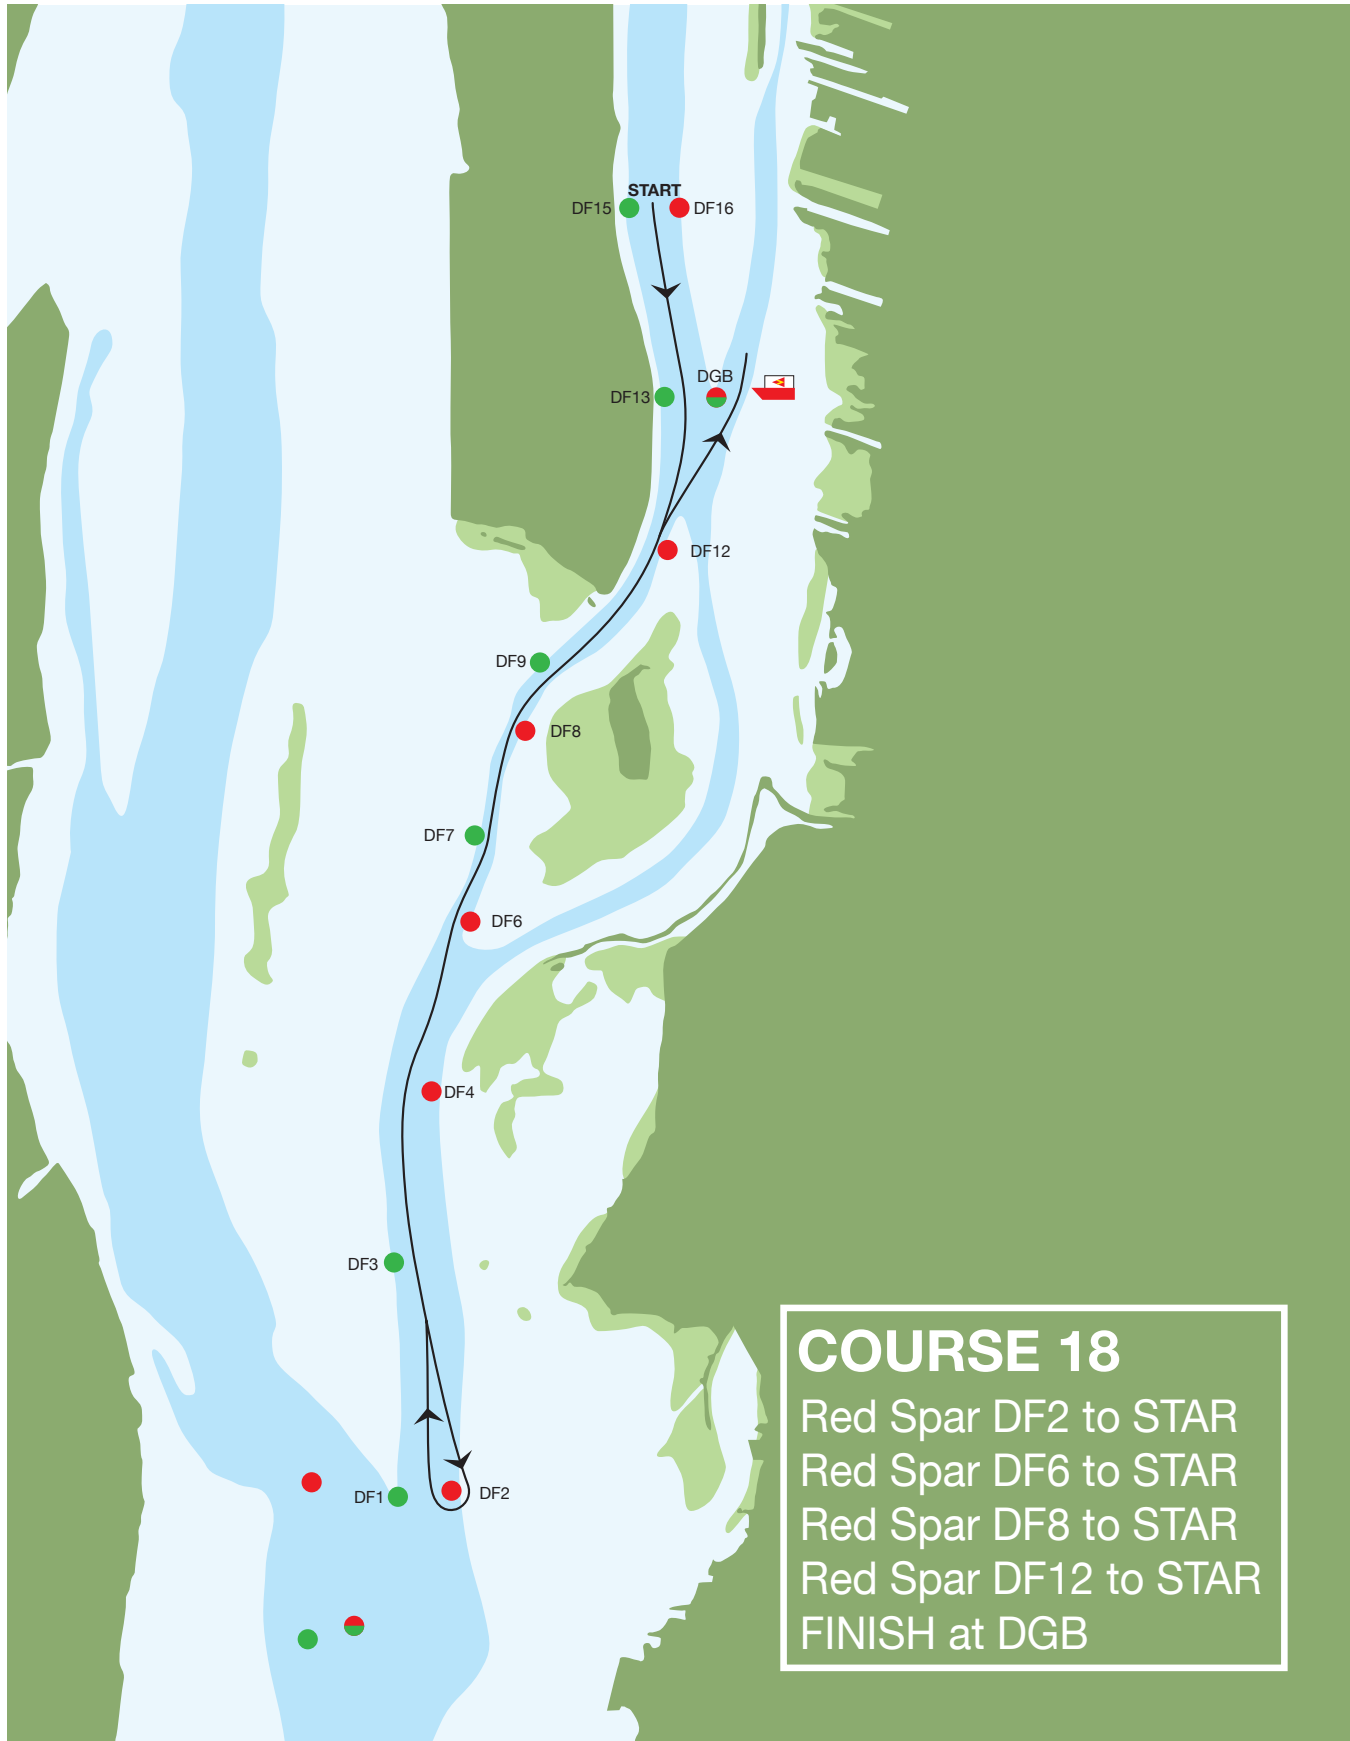 START
DF15
DF16
DGB
DF13
DF12
DF9
DF8
DF7
DF6
DF4
DF3
DF1
DF2
COURSE 18
Red Spar DF2 to STAR
Red Spar DF6 to STAR
Red Spar DF8 to STAR
Red Spar DF12 to STAR
FINISH at DGB